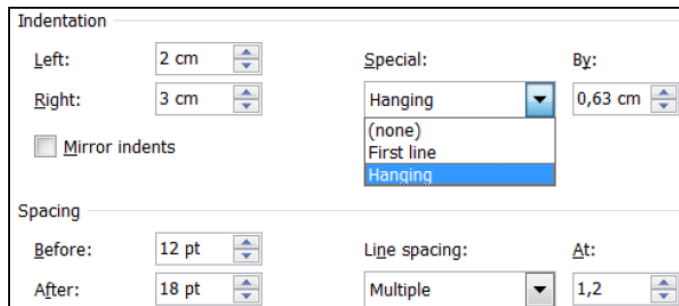 Indentation
Left: 2 cm Special: By:
Right: 3 cm Hanging 0,63 cm
Mirror indents (none)
First line
Hanging
Spacing
Before: 12 pt Line spacing: At:
After: 18 pt Multiple 1,2